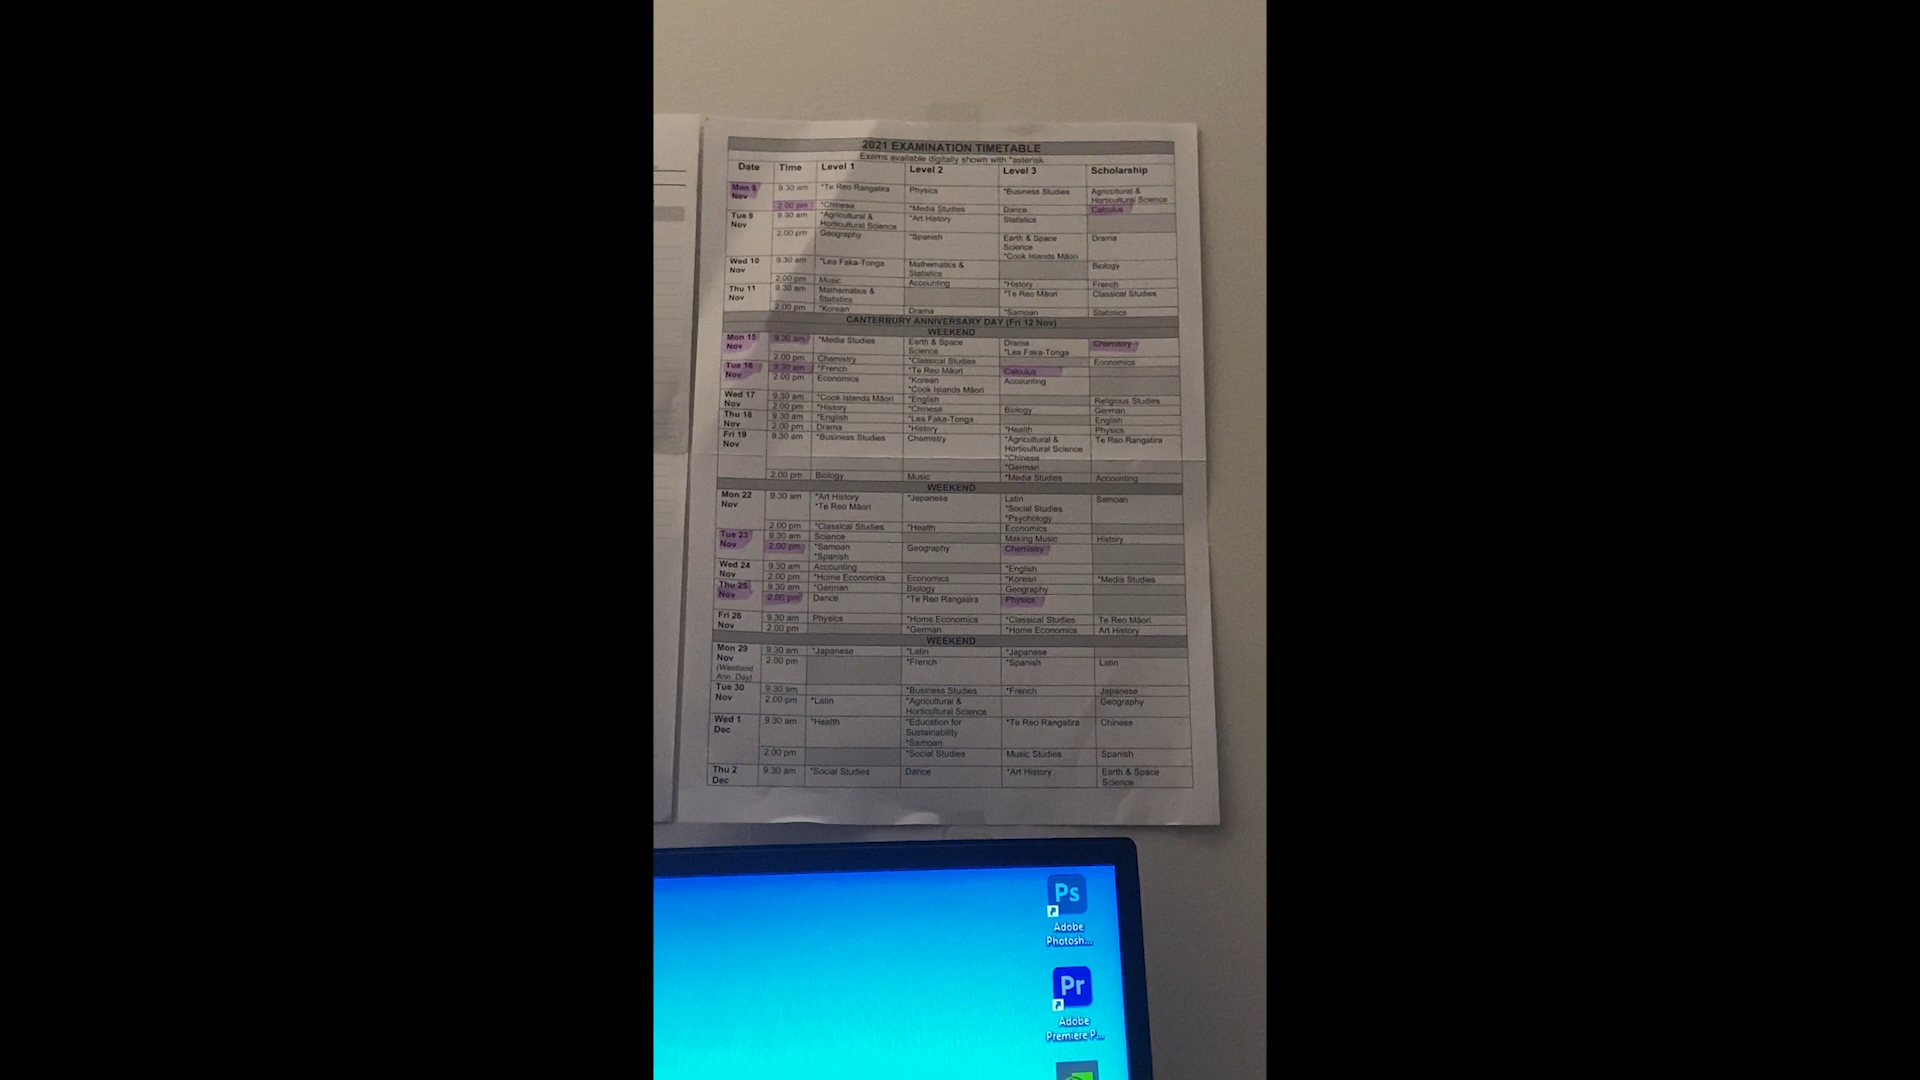 2021 EXAMINATION TIMETABLE
Exams available digitally shown with *asterisk
Date Time Level 1 Level 2 Level 3 Scholarship
Mon 8 Nov 9.30 am *Te Reo Rangatira Physics *Business Studies Agricultural & Horticultural Science
2.00 pm *Chinese *Media Studies Dance Calculus
Tue 9 Nov 9.30 am *Agricultural & Horticultural Science *Art History Statistics
2.00 pm Geography *Spanish Earth & Space Science *Cook Islands Māori Drama
Wed 10 Nov 9.30 am *Lea Faka-Tonga Mathematics & Statistics Biology
2.00 pm Music Accounting *History French
Thu 11 Nov 9.30 am Mathematics & Statistics *Te Reo Māori Classical Studies
2.00 pm *Korean Drama *Samoan Statistics
CANTERBURY ANNIVERSARY DAY (Fri 12 Nov)
WEEKEND
Mon 15 Nov 9.30 am *Media Studies Earth & Space Science Drama *Lea Faka-Tonga Chemistry
2.00 pm Chemistry *Classical Studies Economics
Tue 16 Nov 9.30 am *French *Te Reo Māori Calculus
2.00 pm Economics *Korean *Cook Islands Māori Accounting
Wed 17 Nov 9.30 am *Cook Islands Māori *English Religious Studies
2.00 pm *History *Chinese Biology German
Thu 18 Nov 9.30 am *English *Lea Faka-Tonga English
2.00 pm Drama *History *Health Physics
Fri 19 Nov 9.30 am *Business Studies Chemistry *Agricultural & Horticultural Science *Chinese *German Te Reo Rangatira
2.00 pm Biology Music *Media Studies Accounting
WEEKEND
Mon 22 Nov 9.30 am *Art History *Te Reo Māori *Japanese Latin *Social Studies *Psychology Samoan
2.00 pm *Classical Studies *Health Economics
Tue 23 Nov 9.30 am Science Making Music History
2.00 pm *Samoan *Spanish Geography Chemistry
Wed 24 Nov 9.30 am Accounting *English
2.00 pm *Home Economics Economics *Korean *Media Studies
Thu 25 Nov 9.30 am *German Biology Geography
2.00 pm Dance *Te Reo Rangatira Physics
Fri 26 Nov 9.30 am Physics *Home Economics *Classical Studies Te Reo Māori
2.00 pm *German *Home Economics Art History
WEEKEND
Mon 29 Nov (Westland Ann. Day) 9.30 am *Japanese *Latin *Japanese
2.00 pm *French *Spanish Latin
Tue 30 Nov 9.30 am *Business Studies *French Japanese
2.00 pm *Latin *Agricultural & Horticultural Science Geography
Wed 1 Dec 9.30 am *Health *Education for Sustainability *Samoan *Te Reo Rangatira Chinese
2.00 pm *Social Studies Music Studies Spanish
Thu 2 Dec 9.30 am *Social Studies Dance *Art History Earth & Space Science
Ps
Adobe
Photosh...
Pr
Adobe
Premiere P...